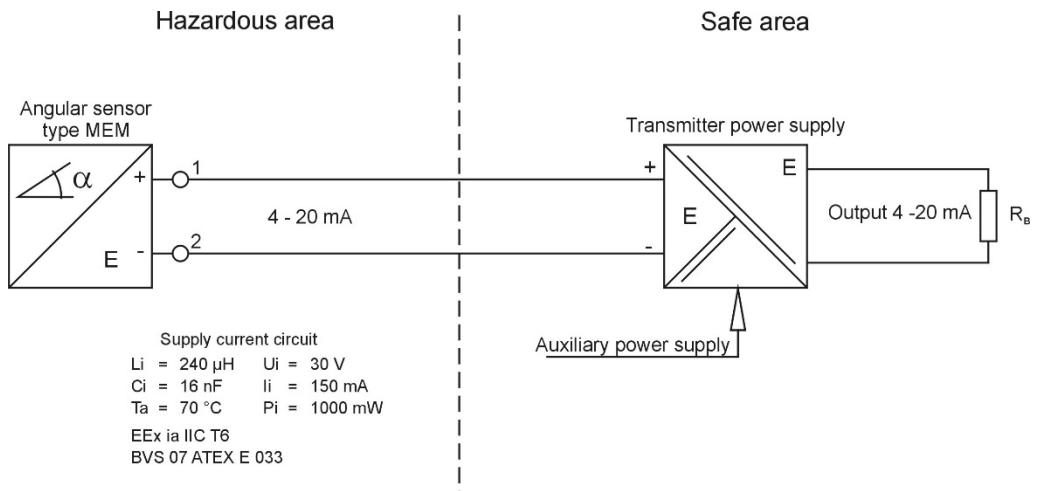 Hazardous area
Safe area
Angular sensor
type MEM
Transmitter power supply
α
+
1
4 - 20 mA
E
-
2
+
E
E
-
Output 4 -20 mA
R_B
Auxiliary power supply
Supply current circuit
Li = 240 µH Ui = 30 V
Ci = 16 nF Ii = 150 mA
Ta = 70 °C Pi = 1000 mW
EEx ia IIC T6
BVS 07 ATEX E 033